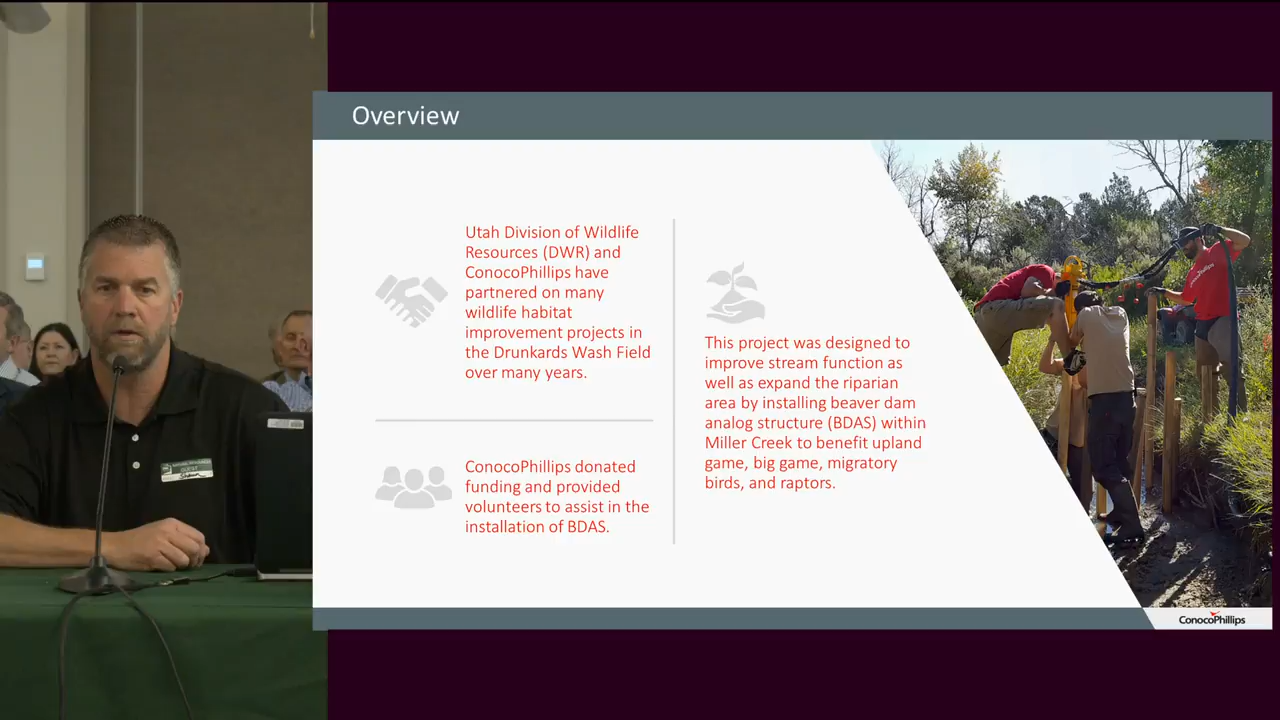 Overview
Utah Division of Wildlife
Resources (DWR) and
ConocoPhillips have
partnered on many
wildlife habitat
improvement projects in
the Drunkards Wash Field
over many years.
ConocoPhillips donated
funding and provided
volunteers to assist in the
installation of BDAS.
This project was designed to
improve stream function as
well as expand the riparian
area by installing beaver dam
analog structure (BDAS) within
Miller Creek to benefit upland
game, big game, migratory
birds, and raptors.
ConocoPhillips
GUEST